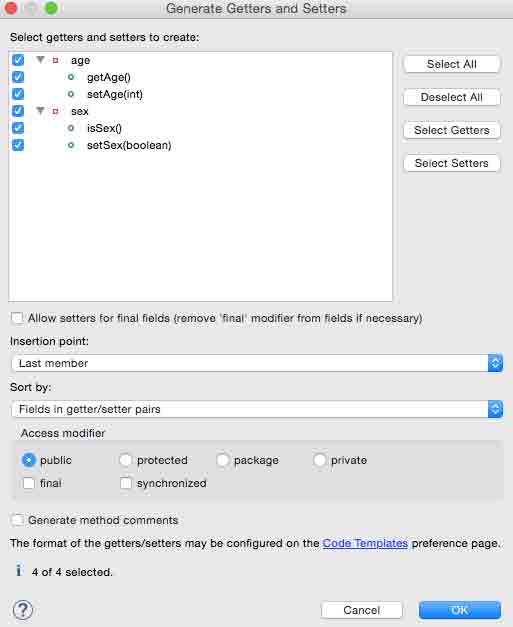 Generate Getters and Setters
Select getters and setters to create:
age
getAge()
setAge(int)
sex
isSex()
setSex(boolean)
Select All
Deselect All
Select Getters
Select Setters
Allow setters for final fields (remove 'final' modifier from fields if necessary)
Insertion point:
Last member
Sort by:
Fields in getter/setter pairs
Access modifier
public protected package private
final synchronized
Generate method comments
The format of the getters/setters may be configured on the Code Templates preference page.
i 4 of 4 selected.
? Cancel OK